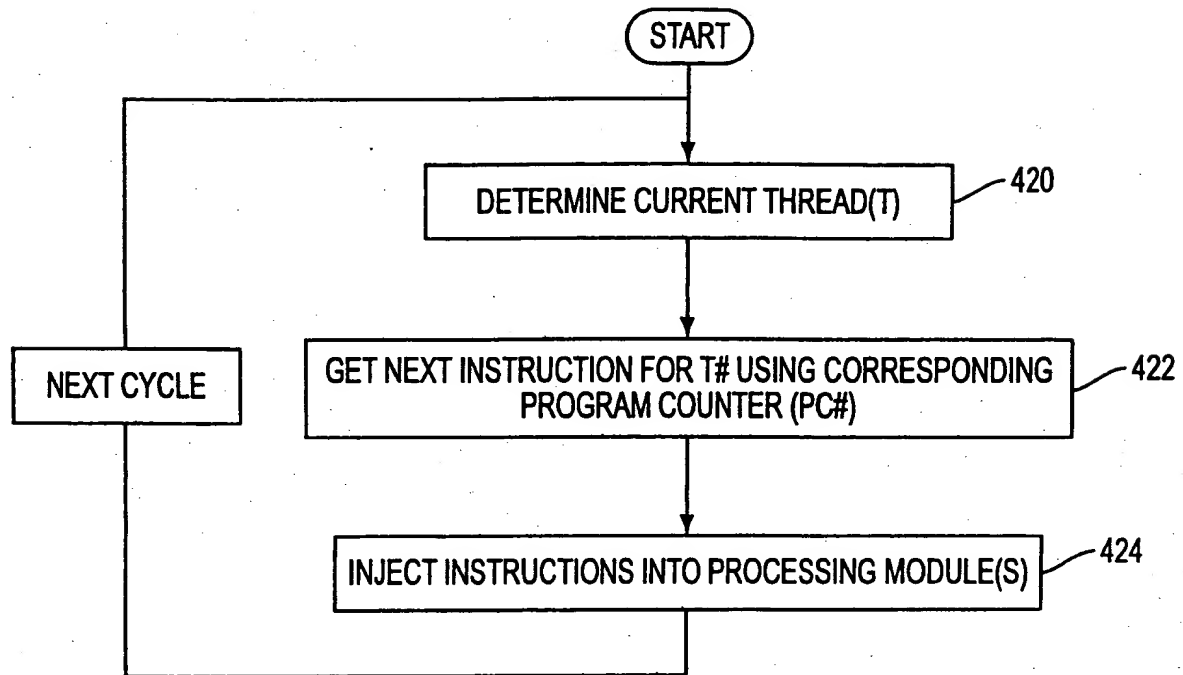 START
DETERMINE CURRENT THREAD(T)
420
NEXT CYCLE
GET NEXT INSTRUCTION FOR T# USING CORRESPONDING
PROGRAM COUNTER (PC#)
422
INJECT INSTRUCTIONS INTO PROCESSING MODULE(S)
424